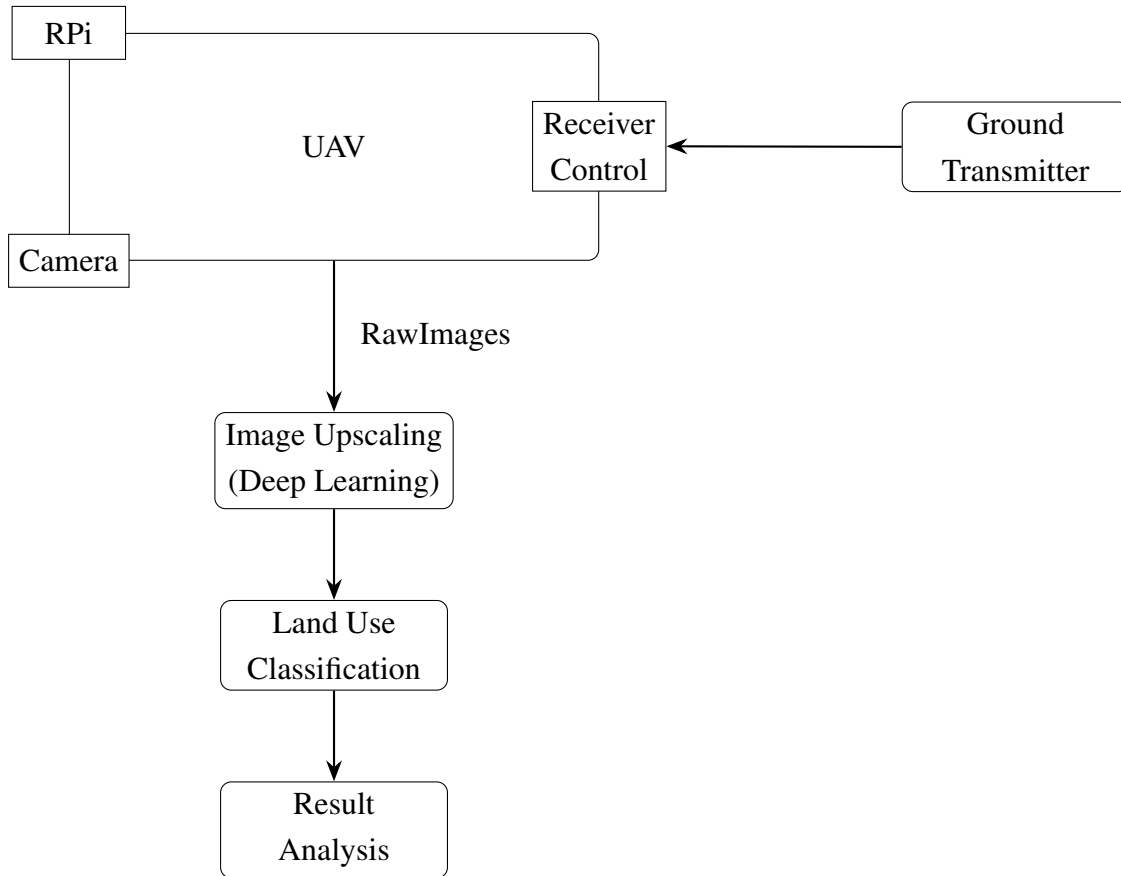 RPi
UAV
Receiver
Control
Ground
Transmitter
Camera
RawImages
Image Upscaling
(Deep Learning)
Land Use
Classification
Result
Analysis